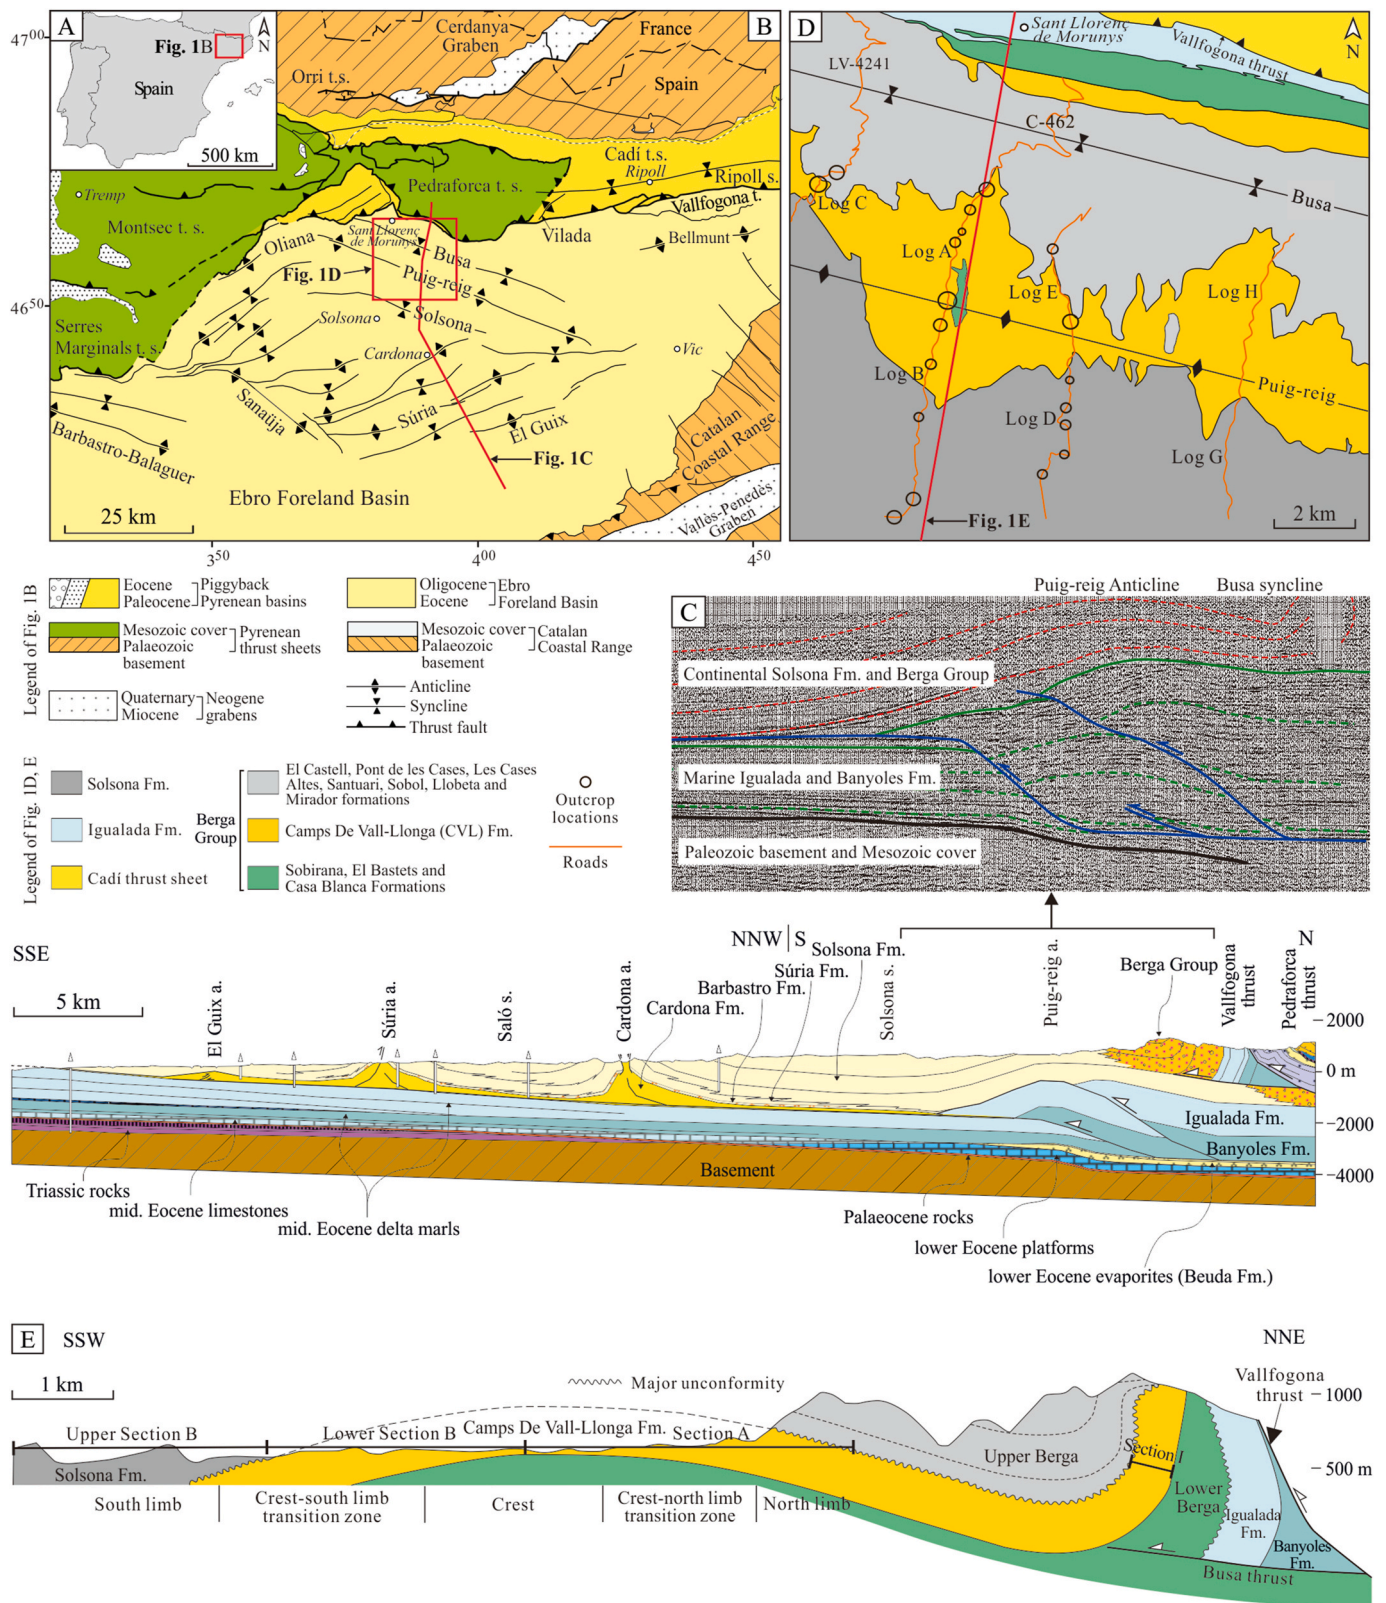 A
Fig. 1B
N
Spain
500 km
B
4700
4650
350
400
450
Cerdanya
Graben
France
Spain
Orri t.s.
Cadí t.s.
Ripoll
Ripoll s.
Tremp
Pedraforca t. s.
Vallfogona t.
Montsec t. s.
Sant Llorenç
de Morunys
Vilada
Bellmunt
Oliana
Busa
Fig. 1D
Puig-reig
Solsona
Solsona
Serres
Marginals t. s.
Cardona
Vic
Sanaüja
Súria
El Guix
Catalan
Coastal Range
Barbastro-Balaguer
Fig. 1C
Ebro Foreland Basin
Vallès-Penedès
Graben
25 km
D
Sant Llorenç
de Morunys
Vallfogona thrust
N
LV-4241
C-462
Busa
Log C
Log A
Log E
Log H
Log B
Puig-reig
Log D
Log G
Fig. 1E
2 km
Legend of Fig. 1B
Eocene
Paleocene
Piggyback
Pyrenean basins
Oligocene
Eocene
Ebro
Foreland Basin
Mesozoic cover
Palaeozoic
basement
Pyrenean
thrust sheets
Mesozoic cover
Palaeozoic
basement
Catalan
Coastal Range
Quaternary
Miocene
Neogene
grabens
Anticline
Syncline
Thrust fault
Legend of Fig. 1D, E
Solsona Fm.
Igualada Fm.
Cadí thrust sheet
Berga
Group
El Castell, Pont de les Cases, Les Cases
Altes, Santuari, Sobol, Llobeta and
Mirador formations
Camps De Vall-Llonga (CVL) Fm.
Sobirana, El Bastets and
Casa Blanca Formations
Outcrop
locations
Roads
Puig-reig Anticline
Busa syncline
C
Continental Solsona Fm. and Berga Group
Marine Igualada and Banyoles Fm.
Paleozoic basement and Mesozoic cover
SSE
NNW
S
N
5 km
El Guix a.
Súria a.
Saló s.
Cardona a.
Cardona Fm.
Barbastro Fm.
Súria Fm.
Solsona Fm.
Solsona s.
Puig-reig a.
Berga Group
Vallfogona
thrust
Pedraforca
thrust
2000
0 m
−2000
−4000
Igualada Fm.
Banyoles Fm.
Basement
Triassic rocks
mid. Eocene limestones
mid. Eocene delta marls
Palaeocene rocks
lower Eocene platforms
lower Eocene evaporites (Beuda Fm.)
E
SSW
NNE
1 km
Major unconformity
Vallfogona
thrust
1000
500 m
Upper Section B
Lower Section B
Camps De Vall-Llonga Fm.
Section A
Solsona Fm.
Upper Berga
Section I
Lower
Berga
Igualada
Fm.
Banyoles
Fm.
Busa thrust
South limb
Crest-south limb
transition zone
Crest
Crest-north limb
transition zone
North limb